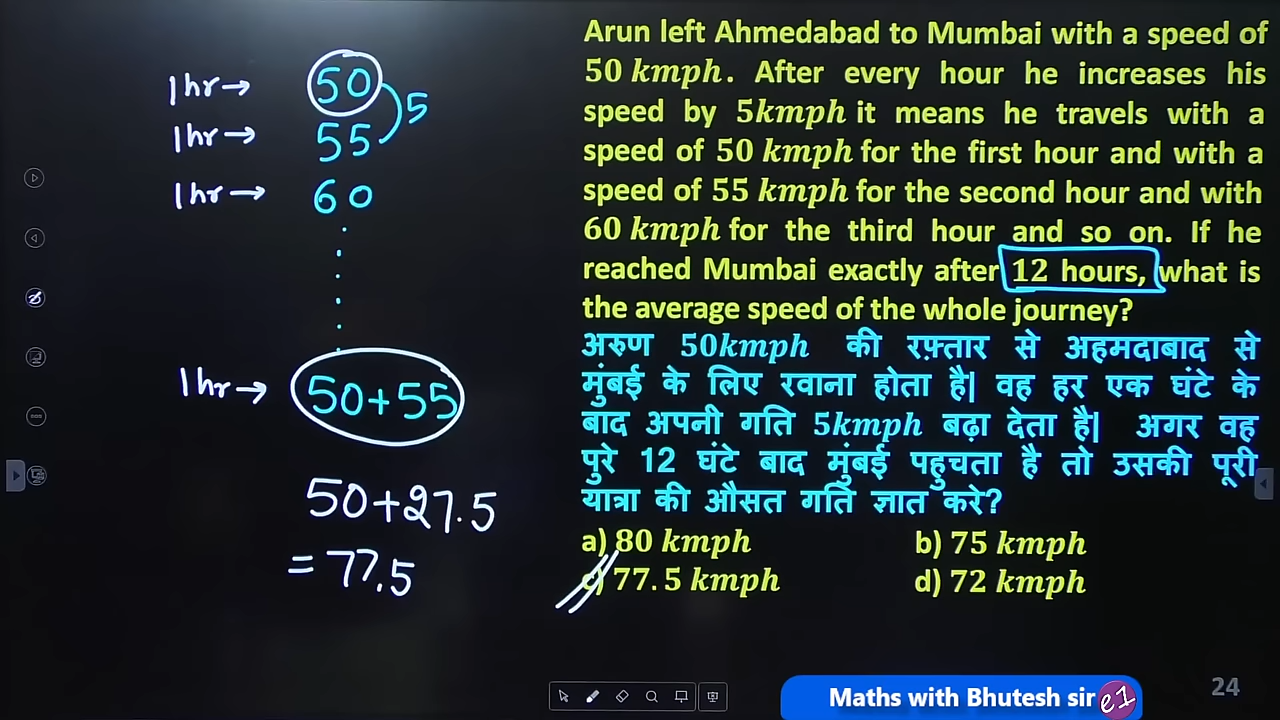 1hr→ 50
5
1hr→ 55
1hr→ 60
1hr→ 50+55
50+27.5
= 77.5
Arun left Ahmedabad to Mumbai with a speed of
50 kmph. After every hour he increases his
speed by 5kmph it means he travels with a
speed of 50 kmph for the first hour and with a
speed of 55 kmph for the second hour and with
60 kmph for the third hour and so on. If he
reached Mumbai exactly after 12 hours, what is
the average speed of the whole journey?
अरुण 50kmph की रफ़्तार से अहमदाबाद से
मुंबई के लिए रवाना होता है| वह हर एक घंटे के
बाद अपनी गति 5kmph बढ़ा देता है| अगर वह
पुरे 12 घंटे बाद मुंबई पहुचता है तो उसकी पूरी
यात्रा की औसत गति ज्ञात करे?
a) 80 kmph b) 75 kmph
c) 77.5 kmph d) 72 kmph
Maths with Bhutesh sir e1
24